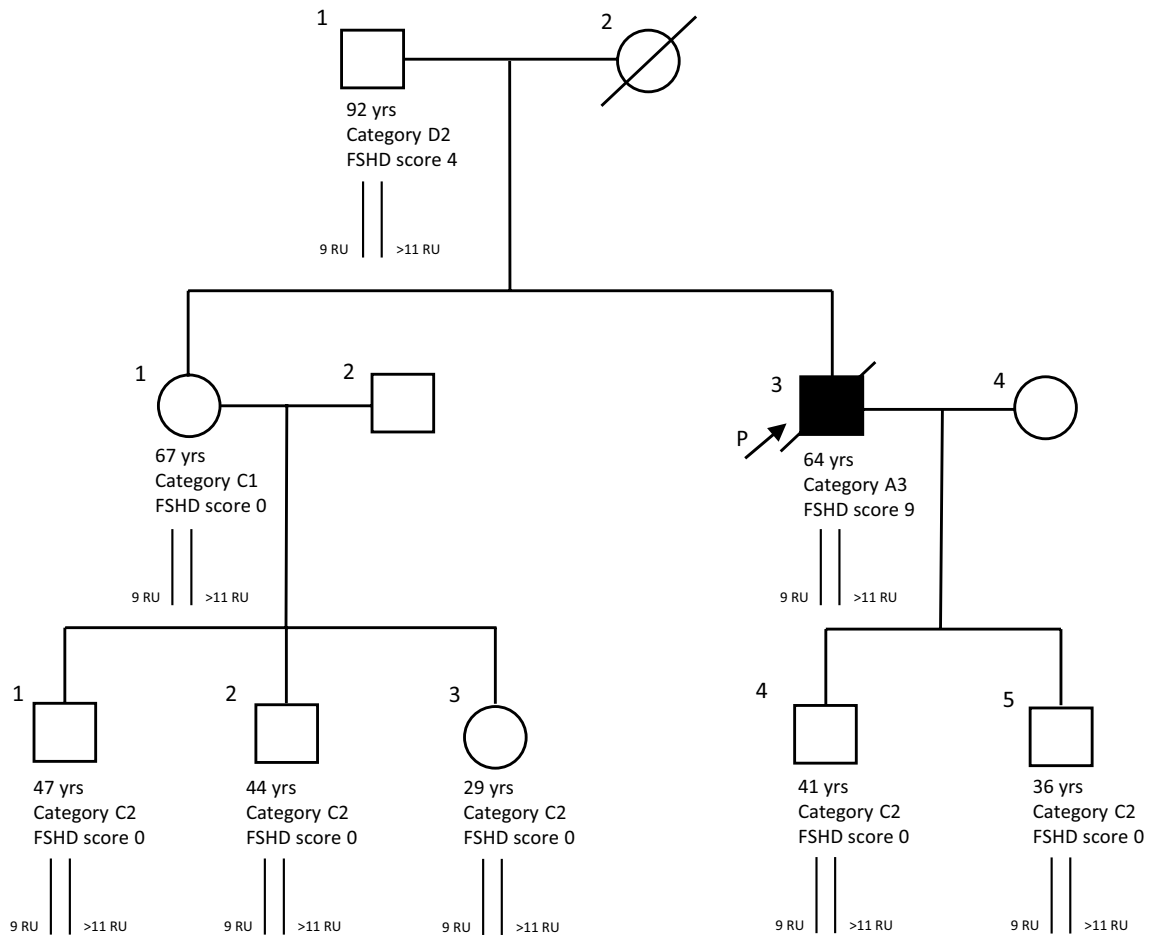 1
2
92 yrs
Category D2
FSHD score 4
9 RU
>11 RU
1
2
3
4
P
67 yrs
Category C1
FSHD score 0
9 RU
>11 RU
64 yrs
Category A3
FSHD score 9
9 RU
>11 RU
1
2
3
4
5
47 yrs
Category C2
FSHD score 0
9 RU
>11 RU
44 yrs
Category C2
FSHD score 0
9 RU
>11 RU
29 yrs
Category C2
FSHD score 0
9 RU
>11 RU
41 yrs
Category C2
FSHD score 0
9 RU
>11 RU
36 yrs
Category C2
FSHD score 0
9 RU
>11 RU